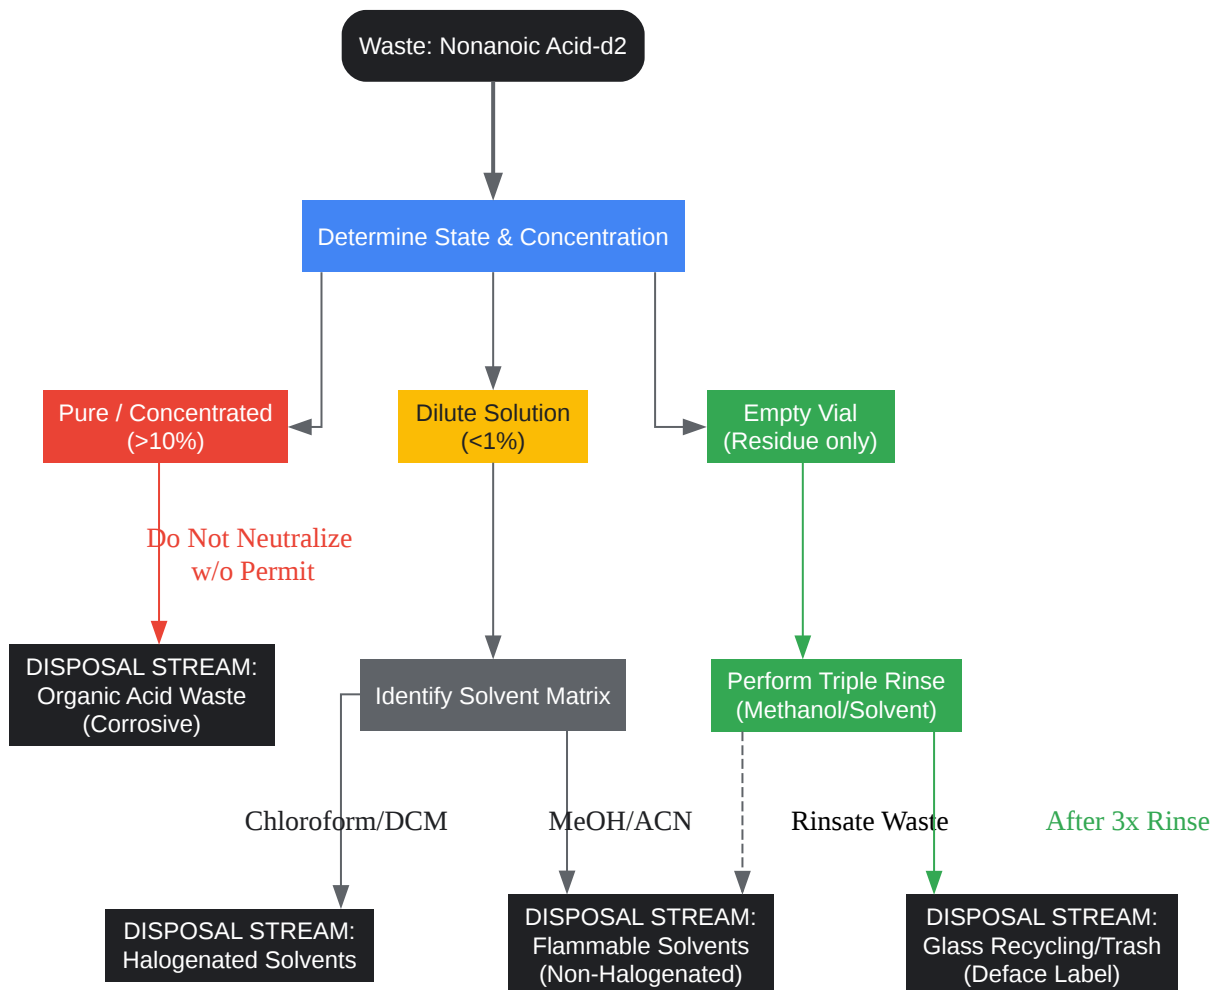 Waste: Nonanoic Acid-d2
Determine State & Concentration
Pure / Concentrated
(>10%)
Dilute Solution
(<1%)
Empty Vial
(Residue only)
Do Not Neutralize
w/o Permit
DISPOSAL STREAM:
Organic Acid Waste
(Corrosive)
Identify Solvent Matrix
Perform Triple Rinse
(Methanol/Solvent)
Chloroform/DCM
MeOH/ACN
Rinsate Waste
After 3x Rinse
DISPOSAL STREAM:
Halogenated Solvents
DISPOSAL STREAM:
Flammable Solvents
(Non-Halogenated)
DISPOSAL STREAM:
Glass Recycling/Trash
(Deface Label)